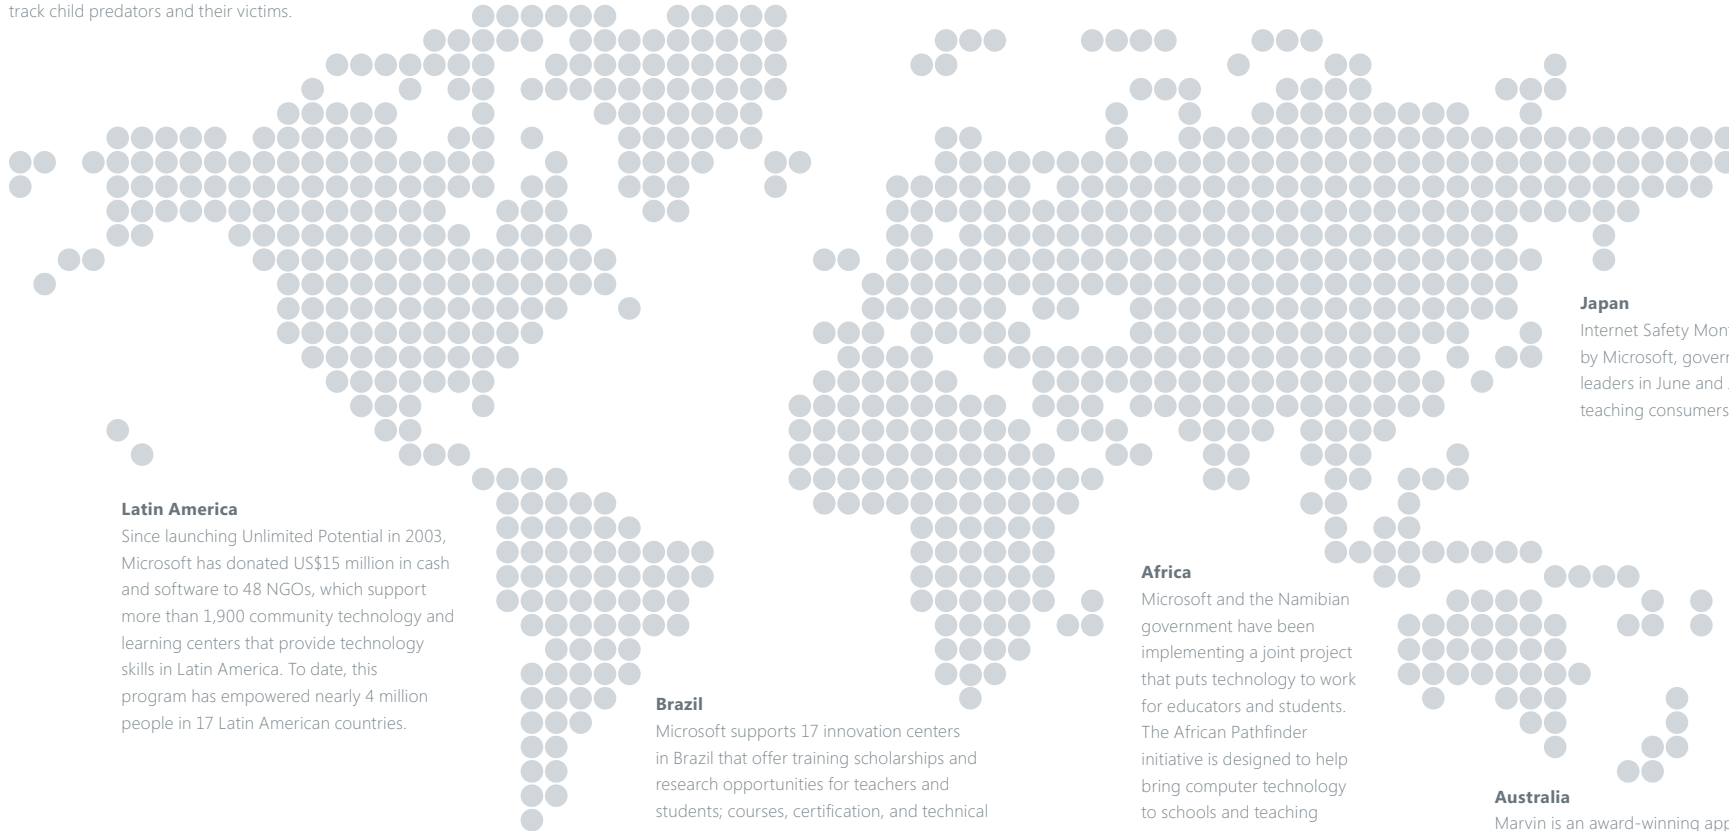 track child predators and their victims.
Japan
Internet Safety
by Microsoft,
leaders in June and
teaching consumers
Latin America
Since launching Unlimited Potential in 2003,
Microsoft has donated US$15 million in cash
and software to 48 NGOs, which support
more than 1,900 community technology and
learning centers that provide technology
skills in Latin America. To date, this
program has empowered nearly 4 million
people in 17 Latin American countries.
Brazil
Microsoft supports 17 innovation centers
in Brazil that offer training scholarships and
research opportunities for teachers and
students; courses, certification, and technical
Africa
Microsoft and the Namibian
government have been
implementing a joint project
that puts technology to work
for educators and students.
The African Pathfinder
initiative is designed to help
bring computer technology
to schools and teaching
Australia
Marvin is an award-winning